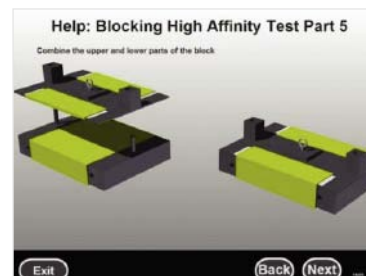 Help: Blocking High Affinity Test Part 5
Combine the upper and lower parts of the block
Exit
Back
Next